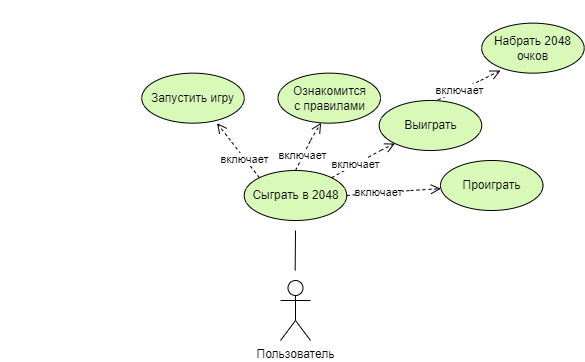 Набрать 2048
очков
включает
Запустить игру
Ознакомится
с правилами
Выиграть
включает
включает
включает
Сыграть в 2048
включает
Проиграть
Пользователь